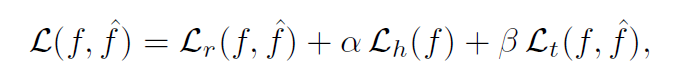 ℒ(f, f̂) = ℒᵣ(f, f̂) + α ℒₕ(f) + β ℒₜ(f, f̂),